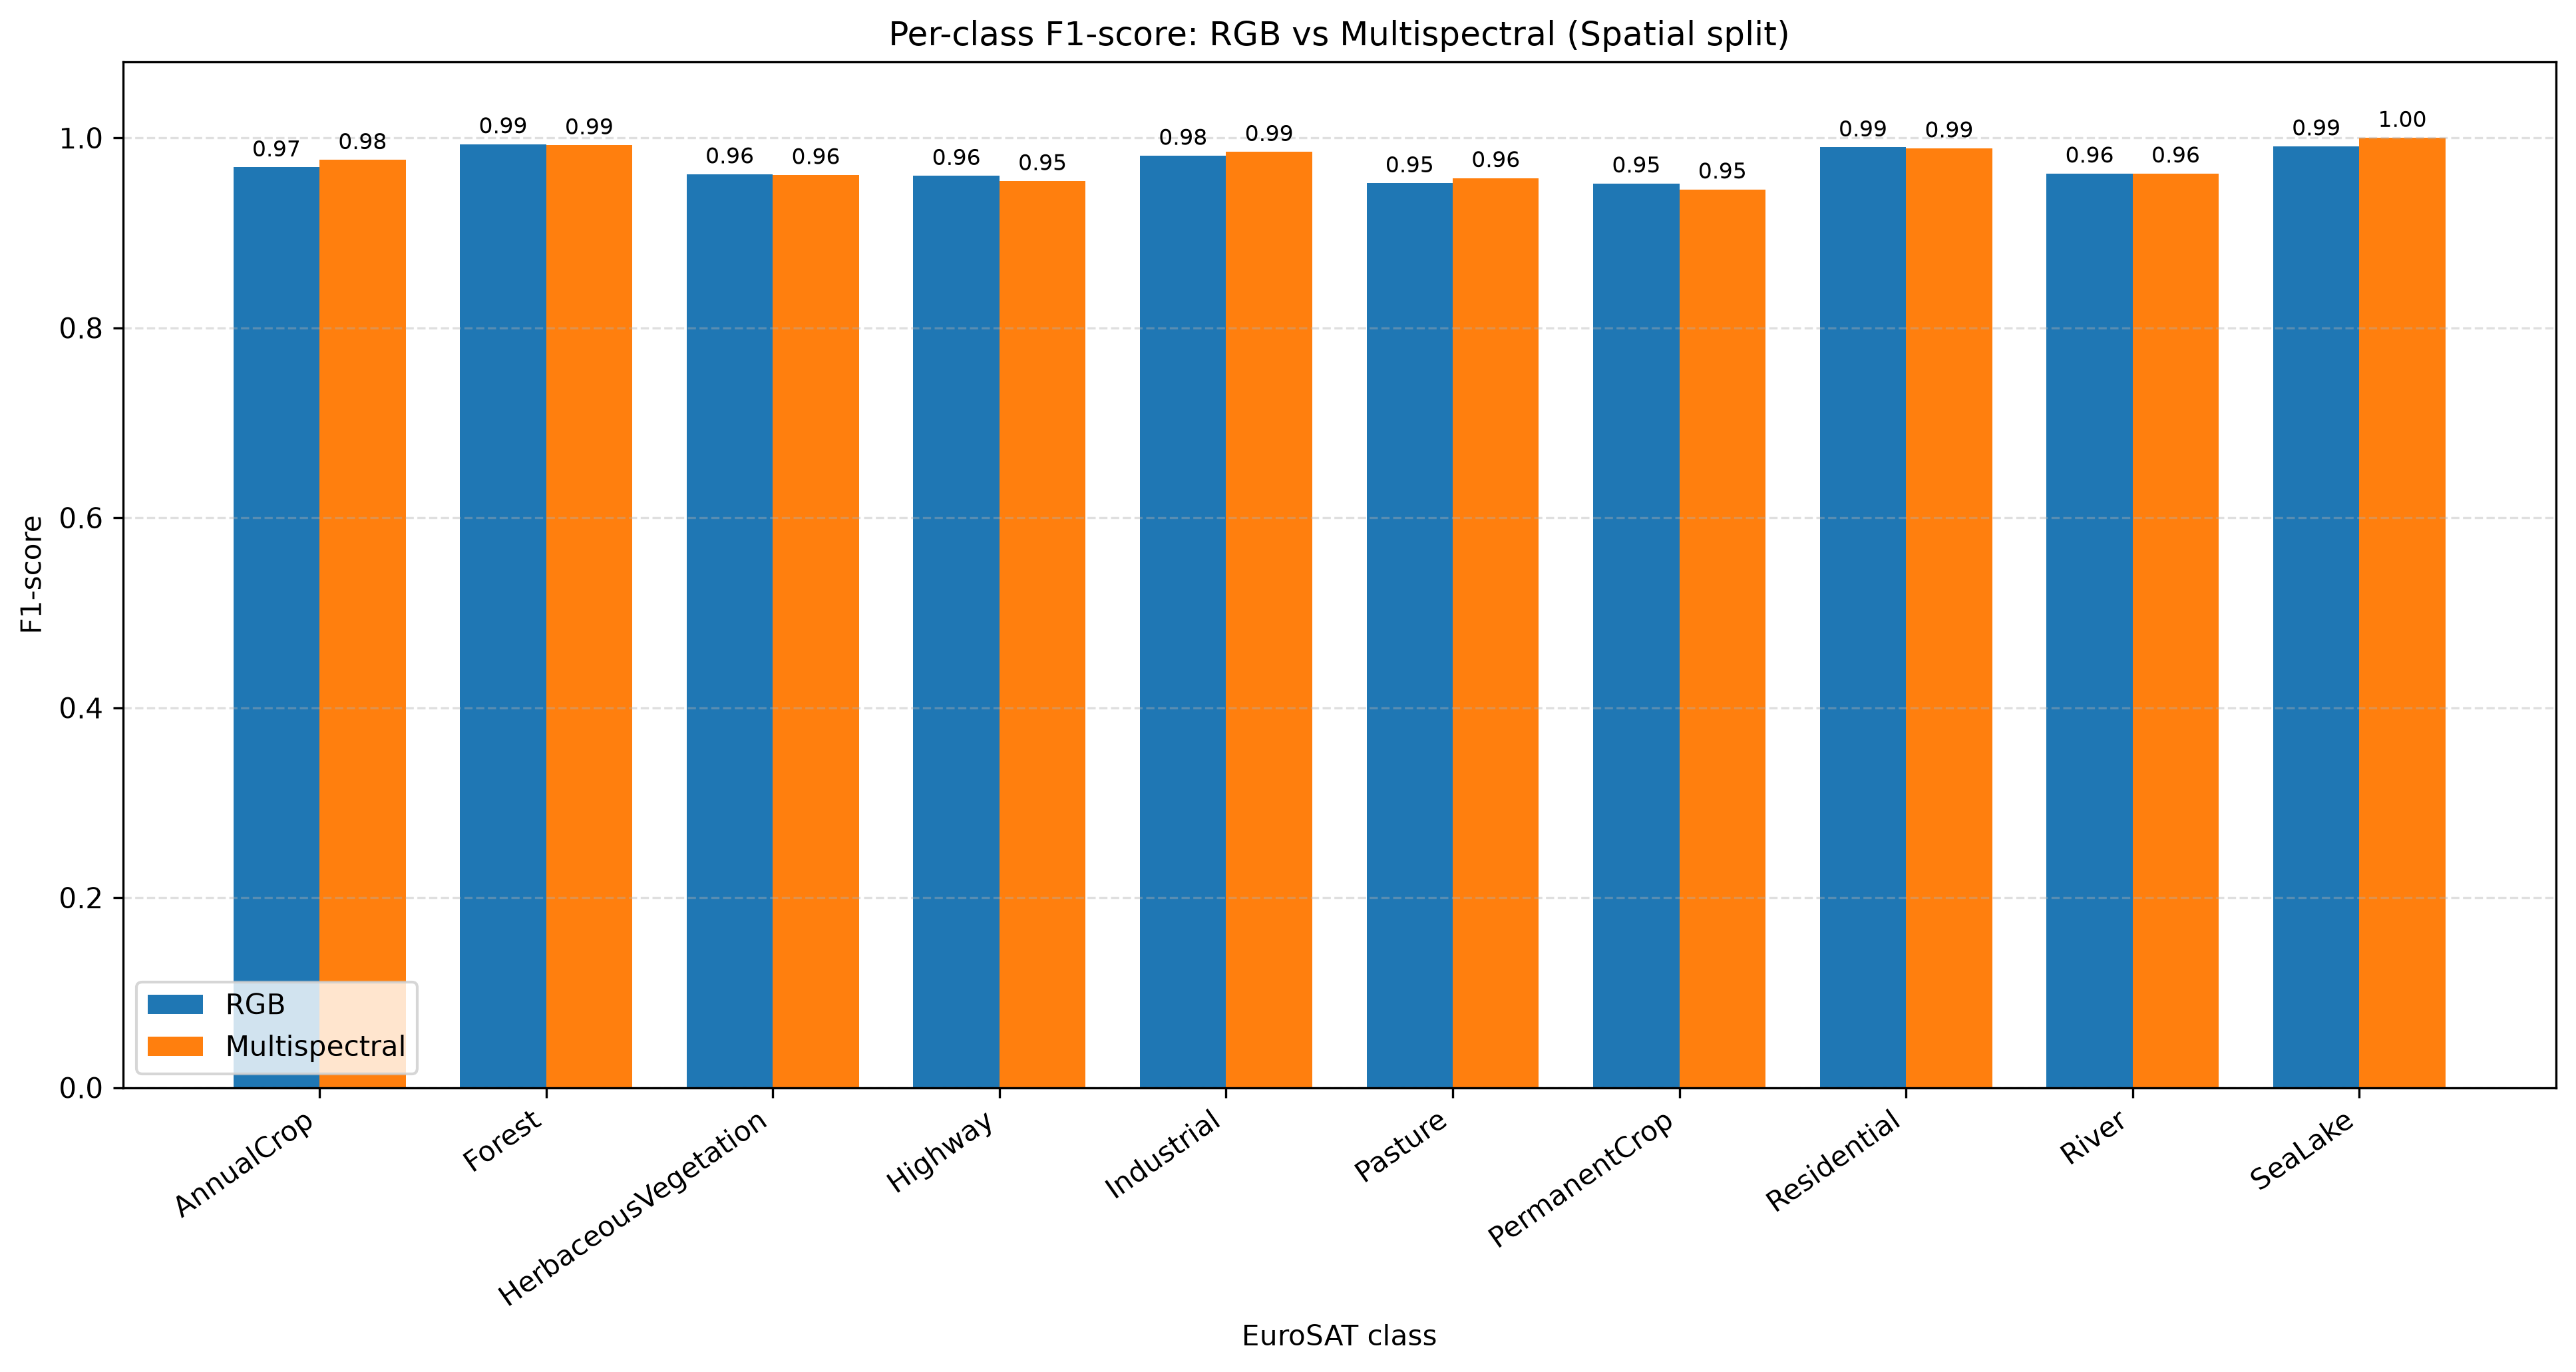 Per-class F1-score: RGB vs Multispectral (Spatial split)
F1-score
1.0
0.8
0.6
0.4
0.2
0.0
0.97 0.98 0.99 0.99 0.96 0.96 0.96 0.95 0.98 0.99 0.95 0.96 0.95 0.95 0.99 0.99 0.96 0.96 0.99 1.00
RGB
Multispectral
AnnualCrop Forest HerbaceousVegetation Highway Industrial Pasture PermanentCrop Residential River SeaLake
EuroSAT class